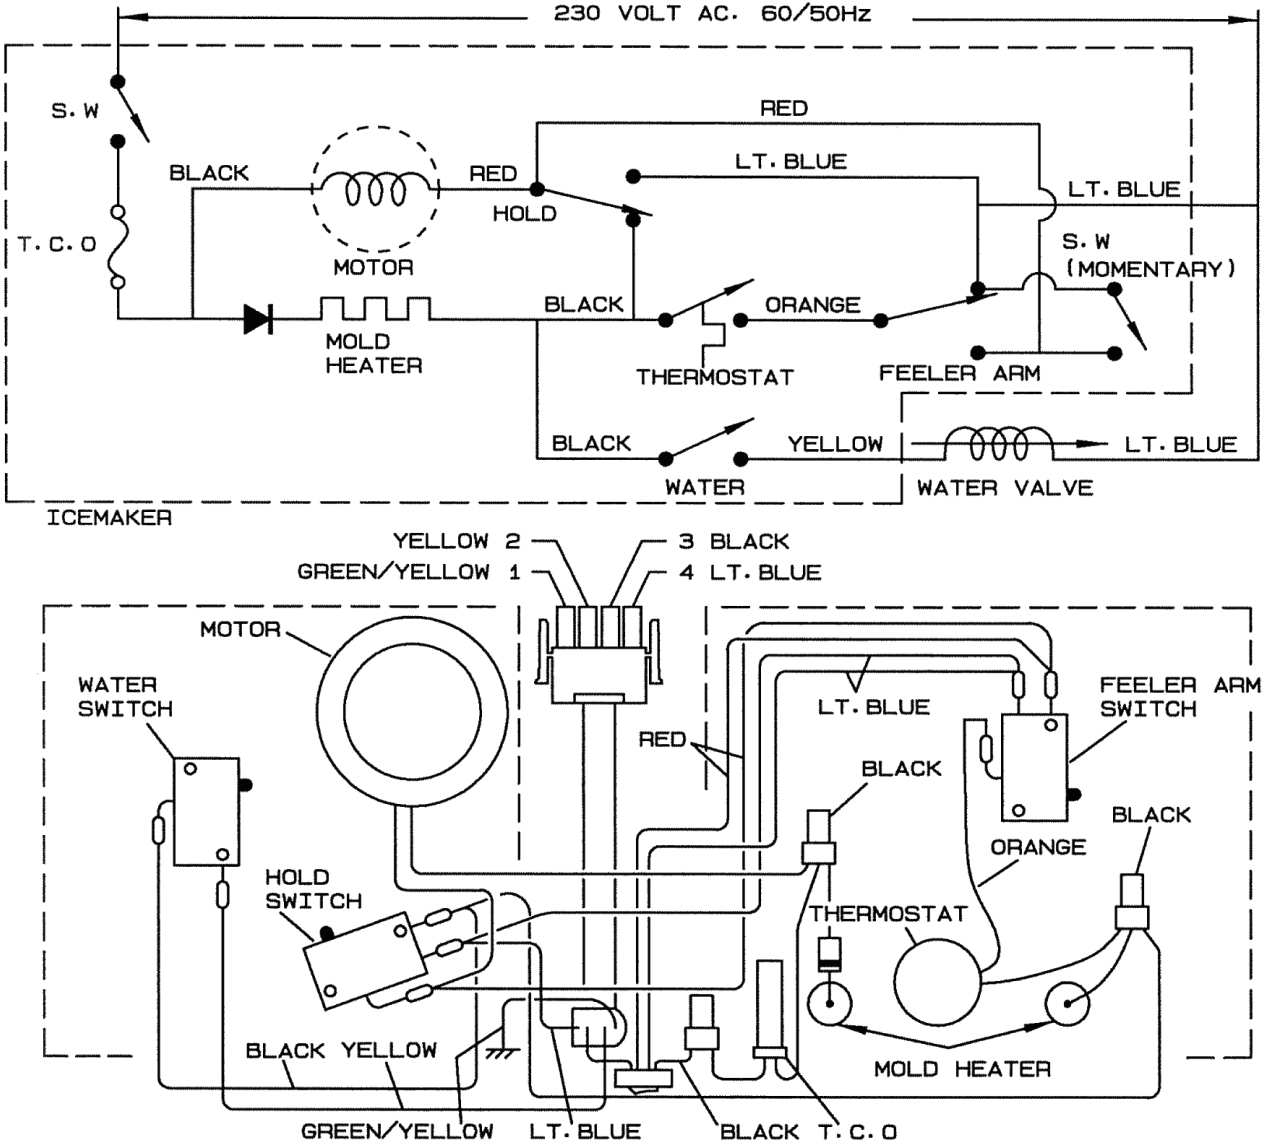 230 VOLT AC. 60/50Hz
S.W
RED
BLACK
RED
LT.BLUE
LT.BLUE
HOLD
T.C.O
MOTOR
S.W
(MOMENTARY)
BLACK
ORANGE
MOLD
HEATER
THERMOSTAT
FEELER ARM
BLACK
YELLOW
LT.BLUE
WATER
WATER VALVE
ICEMAKER
YELLOW 2
3 BLACK
GREEN/YELLOW 1
4 LT.BLUE
MOTOR
WATER
SWITCH
FEELER ARM
SWITCH
LT.BLUE
RED
BLACK
BLACK
ORANGE
HOLD
SWITCH
THERMOSTAT
BLACK YELLOW
MOLD HEATER
GREEN/YELLOW
LT.BLUE
BLACK
T.C.O